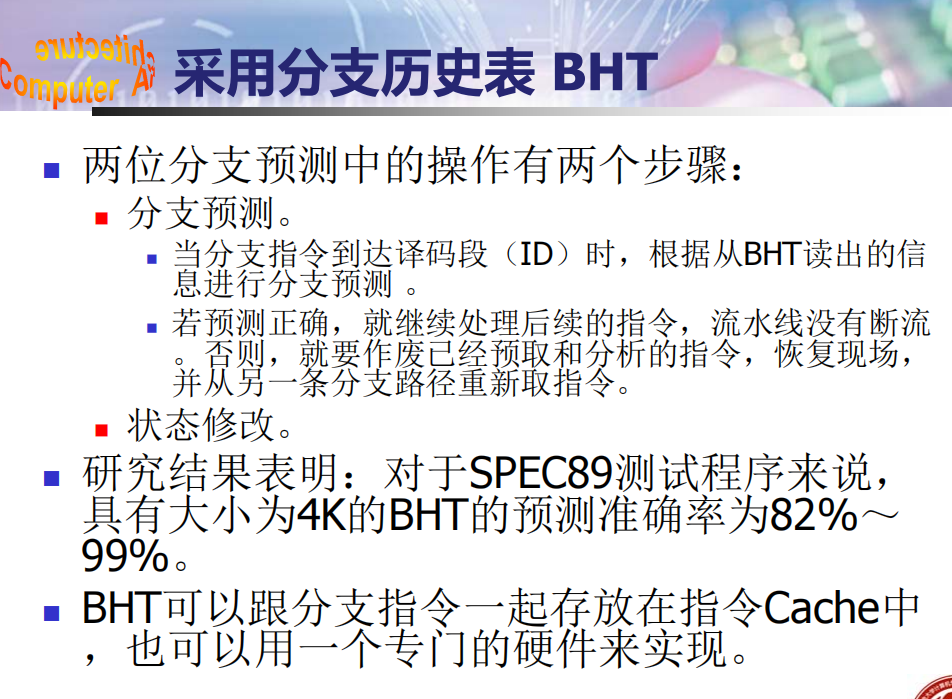 Computer Architecture
采用分支历史表 BHT
两位分支预测中的操作有两个步骤：
分支预测。
当分支指令到达译码段（ID）时，根据从BHT读出的信
息进行分支预测 。
若预测正确，就继续处理后续的指令，流水线没有断流
。否则，就要作废已经预取和分析的指令，恢复现场，
并从另一条分支路径重新取指令。
状态修改。
研究结果表明：对于SPEC89测试程序来说，
具有大小为4K的BHT的预测准确率为82%～
99%。
BHT可以跟分支指令一起存放在指令Cache中
，也可以用一个专门的硬件来实现。